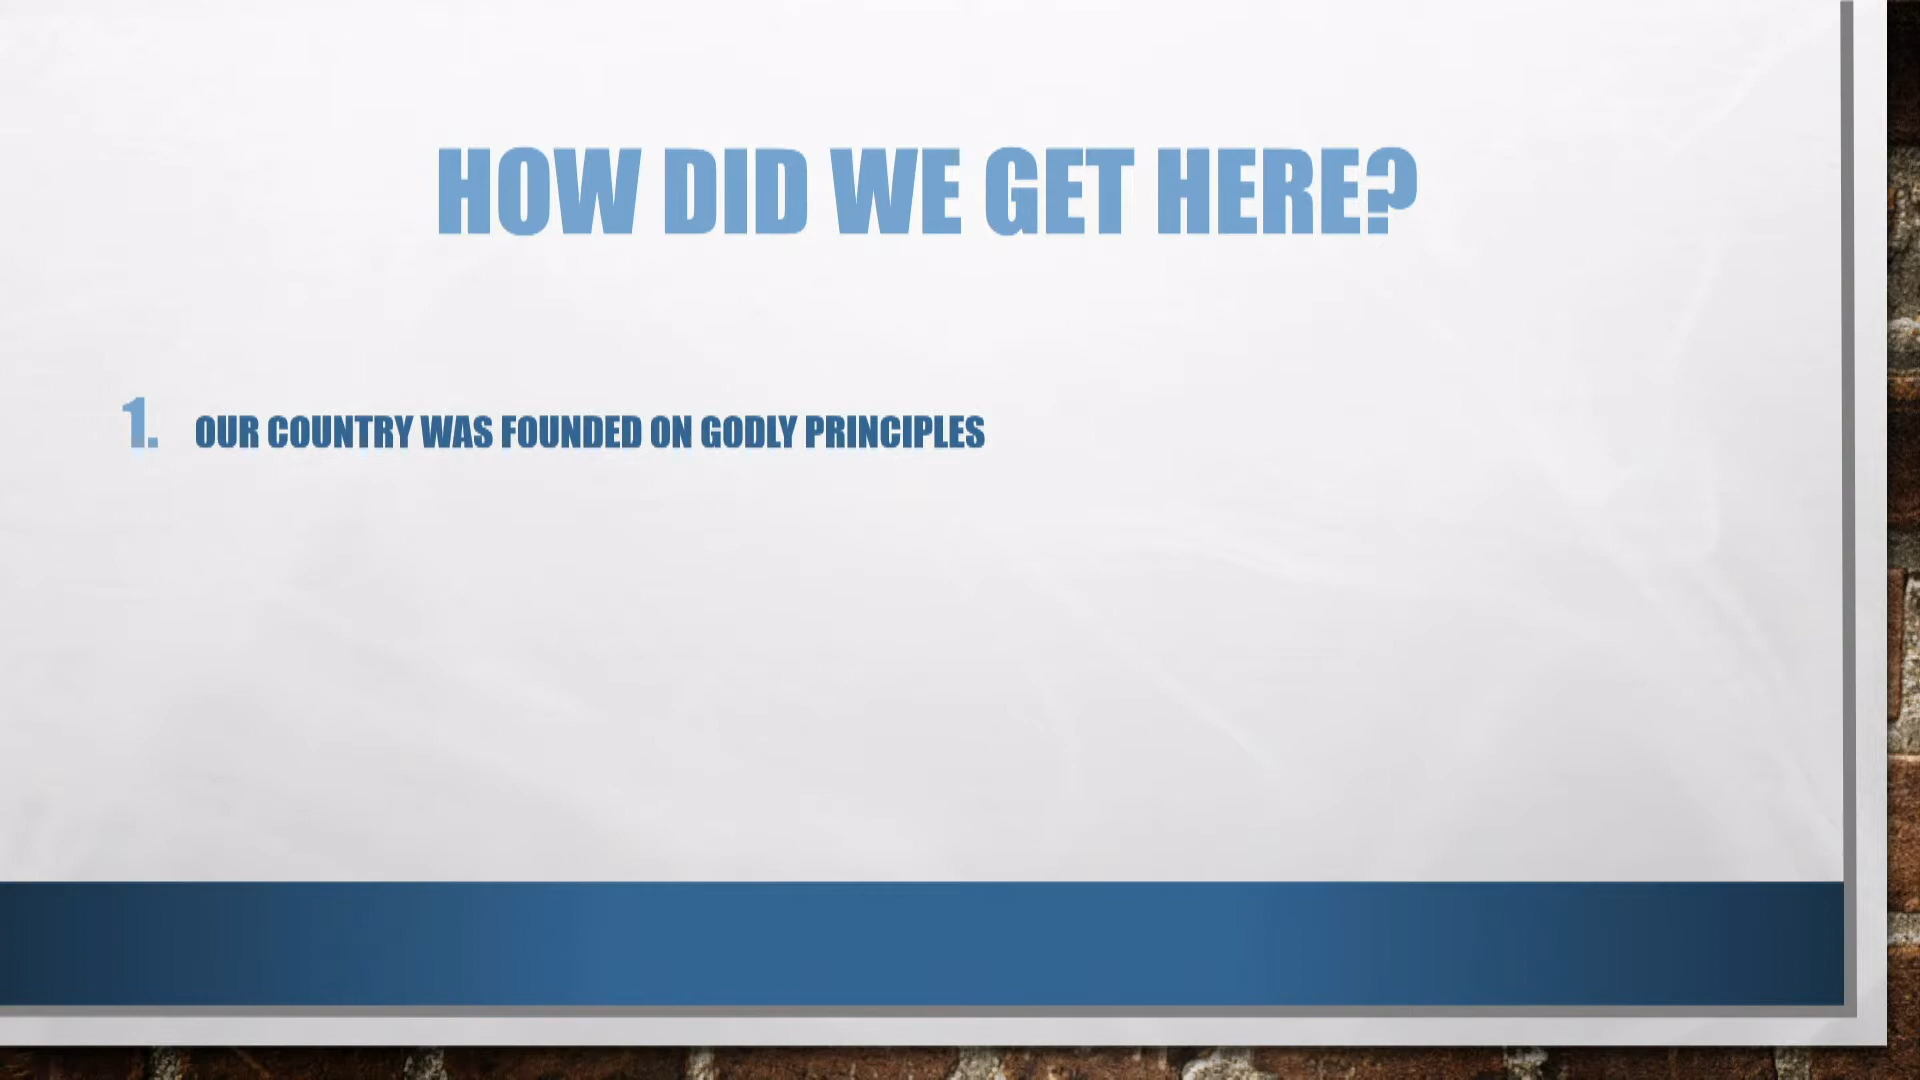 HOW DID WE GET HERE?
1. OUR COUNTRY WAS FOUNDED ON GODLY PRINCIPLES